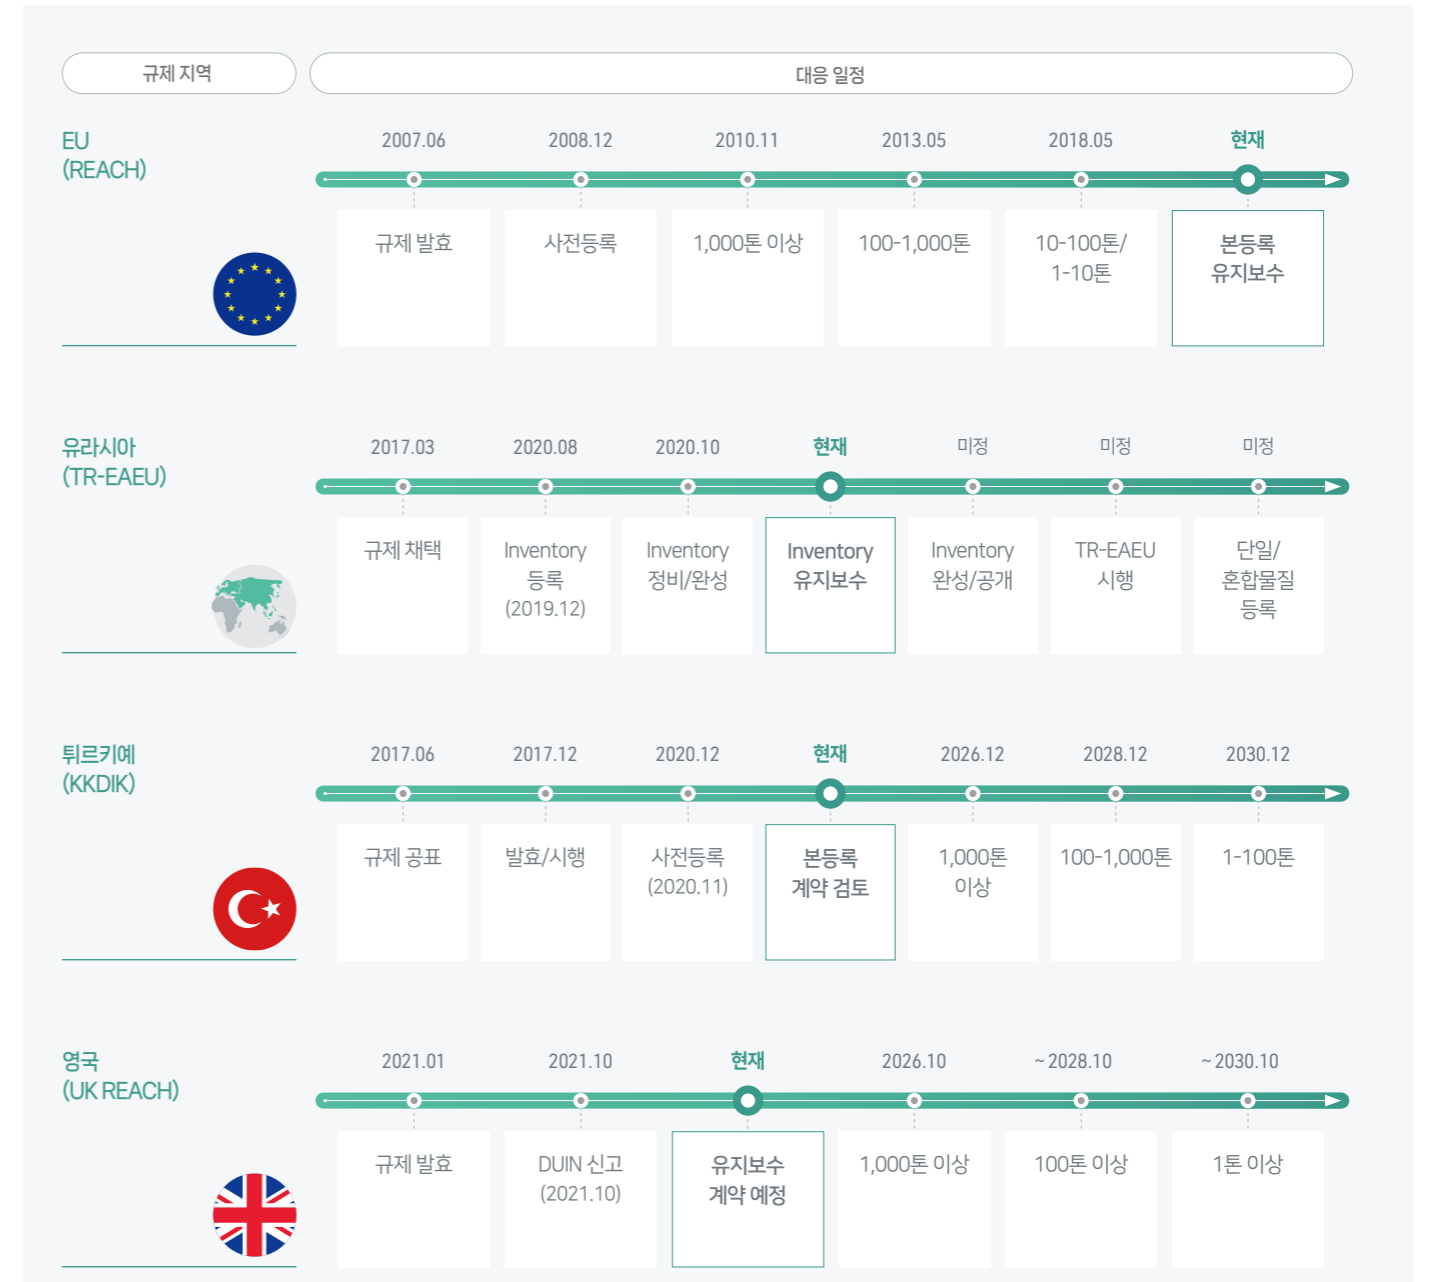 규제 지역
대응 일정
EU
(REACH)
2007.06
2008.12
2010.11
2013.05
2018.05
현재
규제 발효
사전등록
1,000톤 이상
100-1,000톤
10-100톤/
1-10톤
본등록
유지보수
유라시아
(TR-EAEU)
2017.03
2020.08
2020.10
현재
미정
미정
미정
규제 채택
Inventory
등록
(2019.12)
Inventory
정비/완성
Inventory
유지보수
Inventory
완성/공개
TR-EAEU
시행
단일/
혼합물질
등록
튀르키예
(KKDIK)
2017.06
2017.12
2020.12
현재
2026.12
2028.12
2030.12
규제 공표
발효/시행
사전등록
(2020.11)
본등록
계약 검토
1,000톤
이상
100-1,000톤
1-100톤
영국
(UK REACH)
2021.01
2021.10
현재
2026.10
~ 2028.10
~ 2030.10
규제 발효
DUIN 신고
(2021.10)
유지보수
계약 예정
1,000톤 이상
100톤 이상
1톤 이상